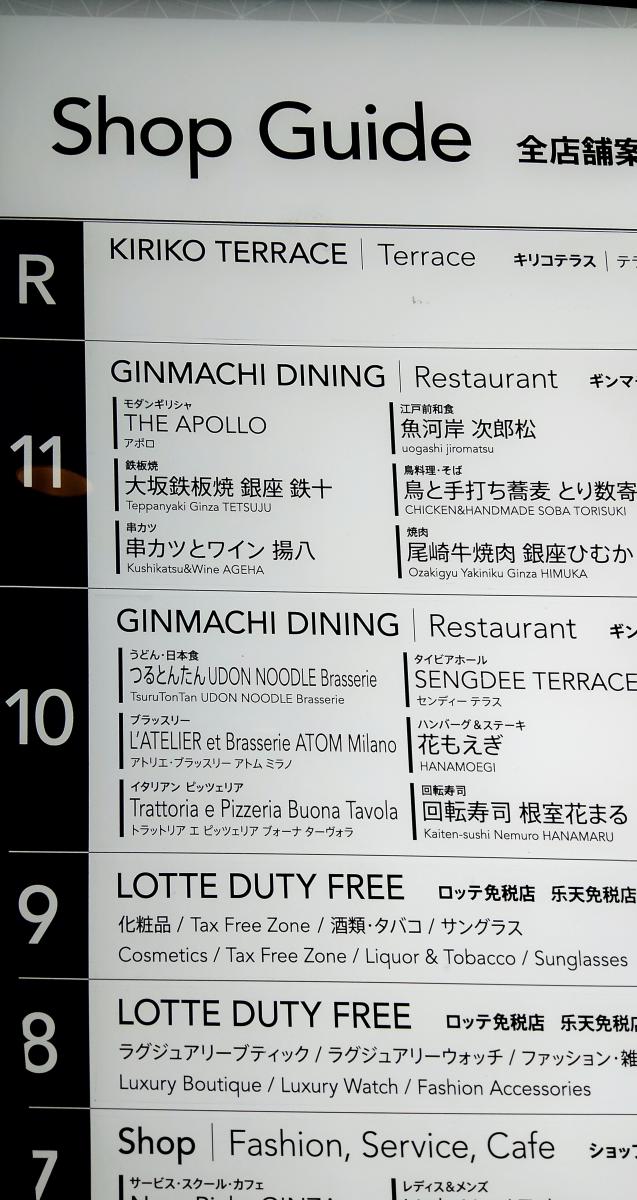 Shop Guide 全店舗案
R
KIRIKO TERRACE | Terrace キリコテラス | テラ
11
GINMACHI DINING | Restaurant ギンマチ
モダンギリシャ
THE APOLLO
アポロ
江戸前和食
魚河岸 次郎松
uogashi jiromatsu
鉄板焼
大坂鉄板焼 銀座 鉄十
Teppanyaki Ginza TETSUJU
鳥料理・そば
鳥と手打ち蕎麦 とり数寄
CHICKEN&HANDMADE SOBA TORISUKI
串カツ
串カツとワイン 揚八
Kushikatsu&Wine AGEHA
焼肉
尾崎牛焼肉 銀座ひむか
Ozakigyu Yakiniku Ginza HIMUKA
10
GINMACHI DINING | Restaurant ギン
うどん・日本食
つるとんたん UDON NOODLE Brasserie
TsuruTonTan UDON NOODLE Brasserie
タイビアホール
SENGDEE TERRACE
センディー テラス
ブラッスリー
L'ATELIER et Brasserie ATOM Milano
アトリエ・ブラッスリー アトム ミラノ
ハンバーグ&ステーキ
花もえぎ
HANAMOEGI
イタリアン ピッツェリア
Trattoria e Pizzeria Buona Tavola
トラットリア エ ピッツェリア ブォーナ ターヴォラ
回転寿司
回転寿司 根室花まる
Kaiten-sushi Nemuro HANAMARU
9
LOTTE DUTY FREE ロッテ免税店 乐天免税店
化粧品 / Tax Free Zone / 酒類・タバコ / サングラス
Cosmetics / Tax Free Zone / Liquor & Tobacco / Sunglasses
8
LOTTE DUTY FREE ロッテ免税店 乐天免税店
ラグジュアリーブティック / ラグジュアリーウォッチ / ファッション・雑
Luxury Boutique / Luxury Watch / Fashion Accessories
7
Shop | Fashion, Service, Cafe ショップ
サービス・スクール・カフェ
レディス&メンズ